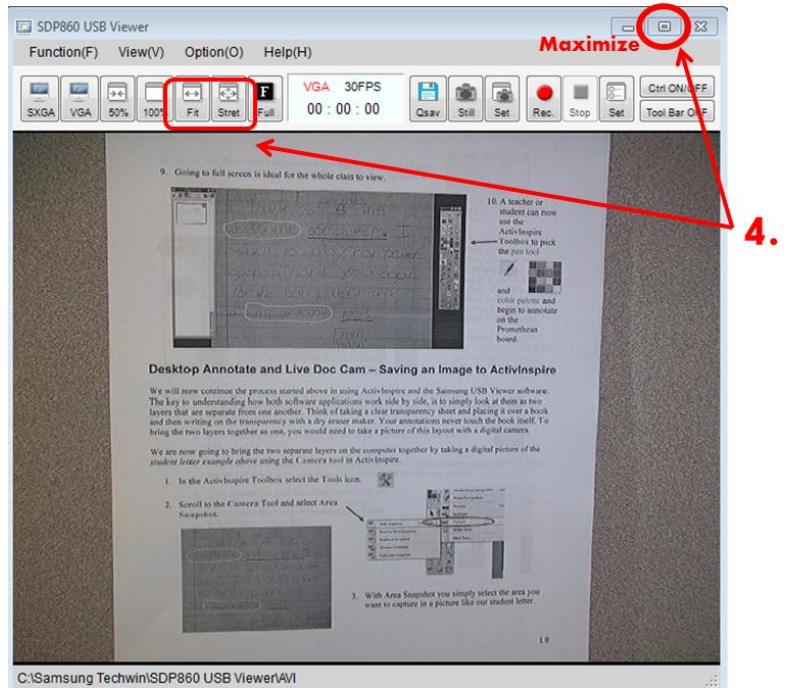 SDP860 USB Viewer
Maximize
Function(F) View(V) Option(O) Help(H)
SXGA VGA 50% 100% Fit Stret Full
F
VGA 30FPS
00 : 00 : 00
Qsav Still Set Rec. Stop Set
Ctrl ON/OFF
Tool Bar OFF
4.
9. Going to full screen is ideal for the whole class to view.
computer. I
10. A teacher or
student can now
use the
ActivInspire
Toolbox to pick
the pen tool
and
color palette and
begin to annotate
on the
Promethean
board.
Desktop Annotate and Live Doc Cam – Saving an Image to ActivInspire
We will now continue the process started above in using ActivInspire and the Samsung USB Viewer software.
The key to understanding how both software applications work side by side, is to simply look at them as two
layers that are separate from one another. Think of taking a clear transparency sheet and placing it over a book
and then writing on the transparency with a dry eraser maker. Your annotations never touch the book itself. To
bring the two layers together as one, you would need to take a picture of this layout with a digital camera.
We are now going to bring the two separate layers on the computer together by taking a digital picture of the
student letter example above using the Camera tool in ActivInspire.
1. In the ActivInspire Toolbox select the Tools icon.
2. Scroll to the Camera Tool and select Area
Snapshot.
3. With Area Snapshot you simply select the area you
want to capture in a picture like our student letter.
10
C:\Samsung Techwin\SDP860 USB Viewer\AVI